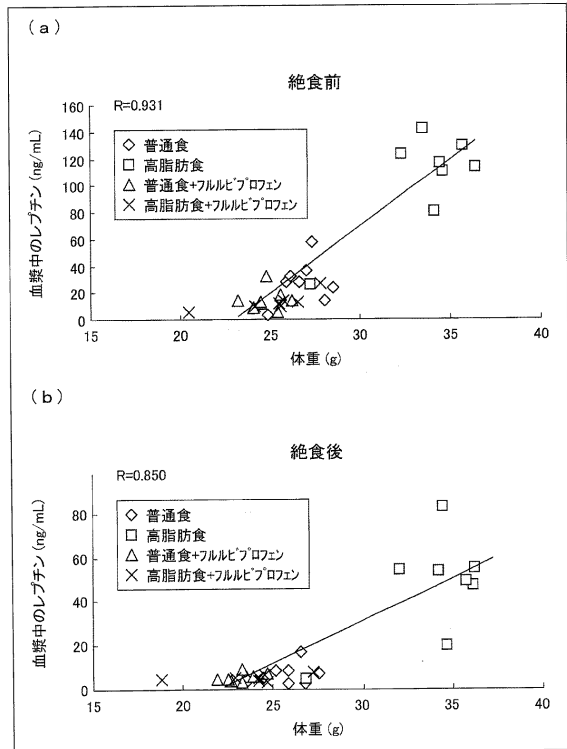 (a)
絶食前
R=0.931
160
140
120
100
80
60
40
20
0
血漿中のレプチン (ng/mL)
普通食
高脂肪食
普通食+フルルビプロフェン
高脂肪食+フルルビプロフェン
15 20 25 30 35 40
体重 (g)
(b)
絶食後
R=0.850
80
60
40
20
0
血漿中のレプチン (ng/mL)
普通食
高脂肪食
普通食+フルルビプロフェン
高脂肪食+フルルビプロフェン
15 20 25 30 35 40
体重 (g)